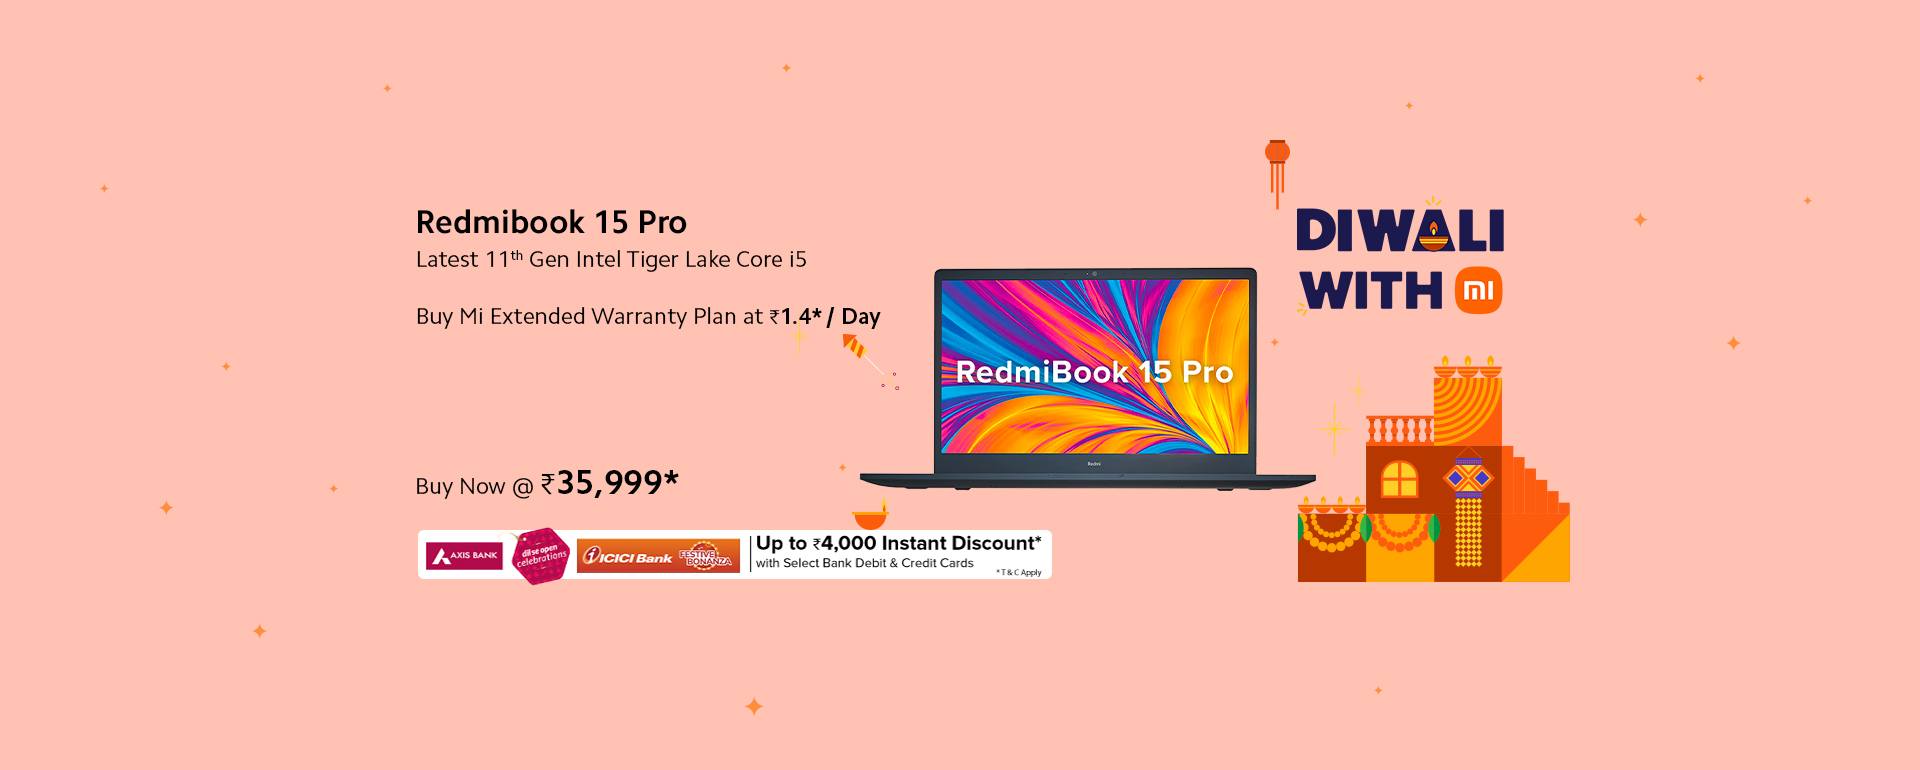 Redmibook 15 Pro
Latest 11th Gen Intel Tiger Lake Core i5
Buy Mi Extended Warranty Plan at ₹1.4* / Day
Buy Now @ ₹35,999*
AXIS BANK
dil se open
celebrations
ICICI Bank
FESTIVE
BONANZA
Up to ₹4,000 Instant Discount*
with Select Bank Debit & Credit Cards
*T & C Apply
RedmiBook 15 Pro
Redmi
DIWALI
WITH mi